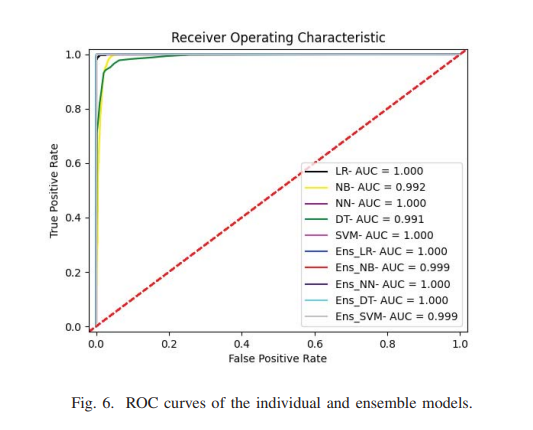 Receiver Operating Characteristic
1.0
0.8
0.6
0.4
0.2
0.0
True Positive Rate
LR- AUC = 1.000
NB- AUC = 0.992
NN- AUC = 1.000
DT- AUC = 0.991
SVM- AUC = 1.000
Ens_LR- AUC = 1.000
Ens_NB- AUC = 0.999
Ens_NN- AUC = 1.000
Ens_DT- AUC = 1.000
Ens_SVM- AUC = 0.999
0.0 0.2 0.4 0.6 0.8 1.0
False Positive Rate
Fig. 6. ROC curves of the individual and ensemble models.